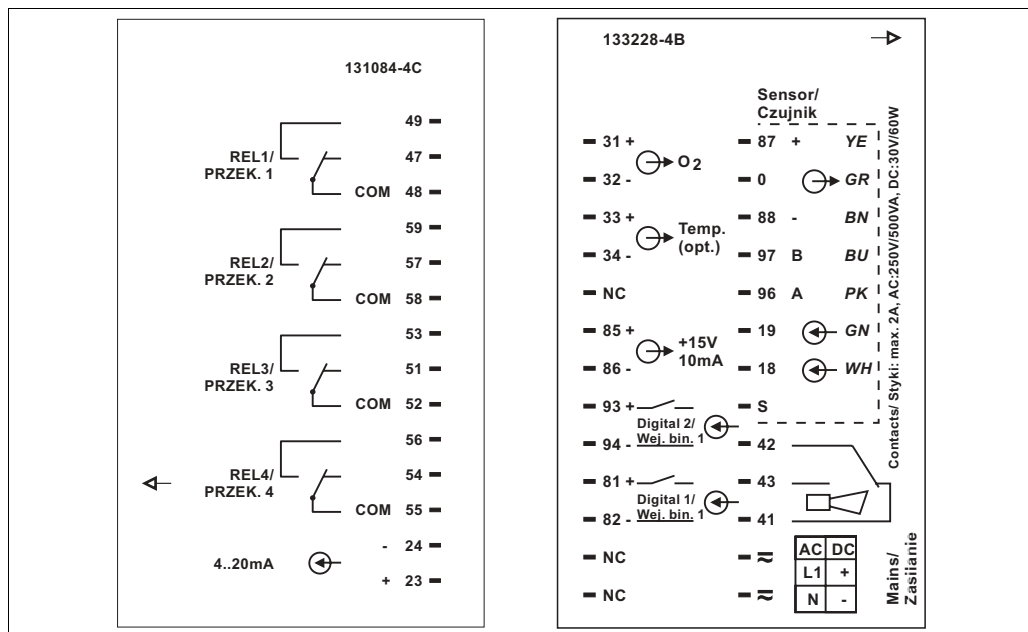 131084-4C
49
REL1/
PRZEK. 1
47
COM 48
59
REL2/
PRZEK. 2
57
COM 58
53
REL3/
PRZEK. 3
51
COM 52
56
REL4/
PRZEK. 4
54
COM 55
- 24
4..20mA
+ 23
133228-4B
Sensor/
Czujnik
31 +
32 -
O2
33 +
34 -
Temp.
(opt.)
NC
85 +
86 -
+15V
10mA
93 +
Digital 2/
Wej. bin. 1
94 -
81 +
Digital 1/
Wej. bin. 1
82 -
NC
NC
87 + YE
0 GR
88 - BN
97 B BU
96 A PK
19 GN
18 WH
S
42
43
41
AC DC
L1 +
N -
Contacts/ Styki: max. 2A, AC:250V/500VA, DC:30V/60W
Mains/
Zasilanie